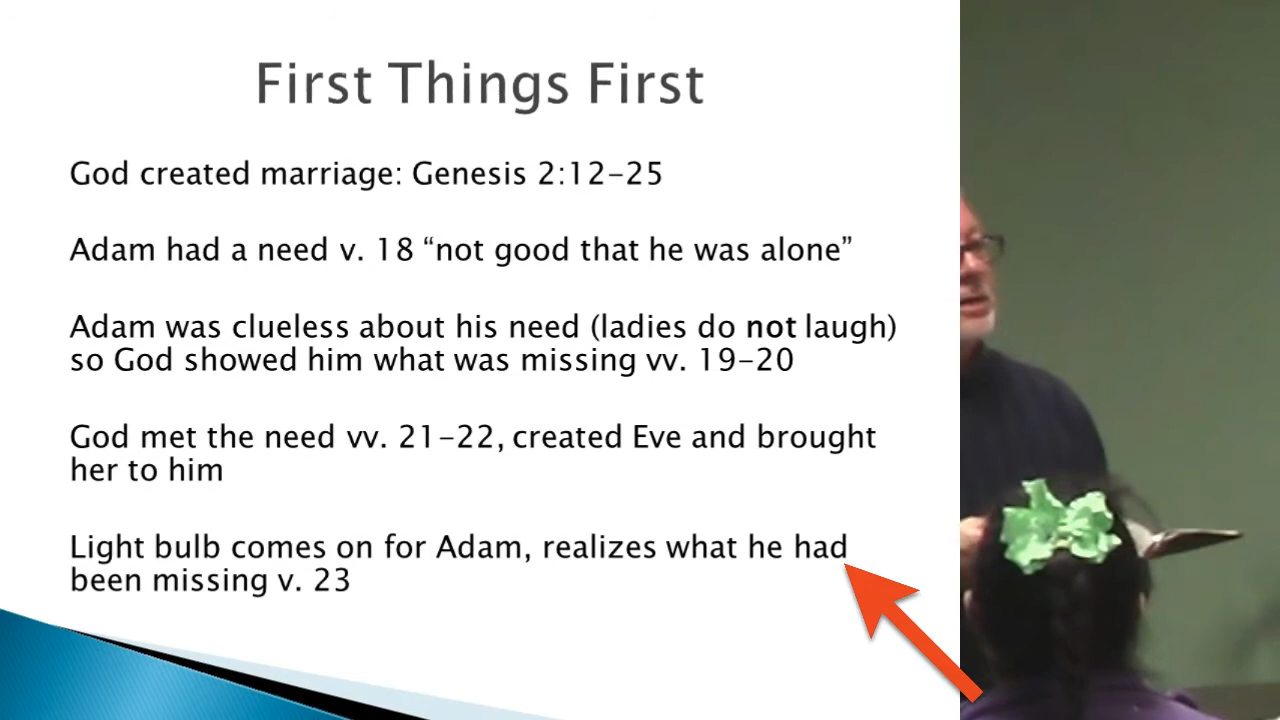 First Things First
God created marriage: Genesis 2:12-25
Adam had a need v. 18 “not good that he was alone”
Adam was clueless about his need (ladies do not laugh)
so God showed him what was missing vv. 19-20
God met the need vv. 21-22, created Eve and brought
her to him
Light bulb comes on for Adam, realizes what he had
been missing v. 23